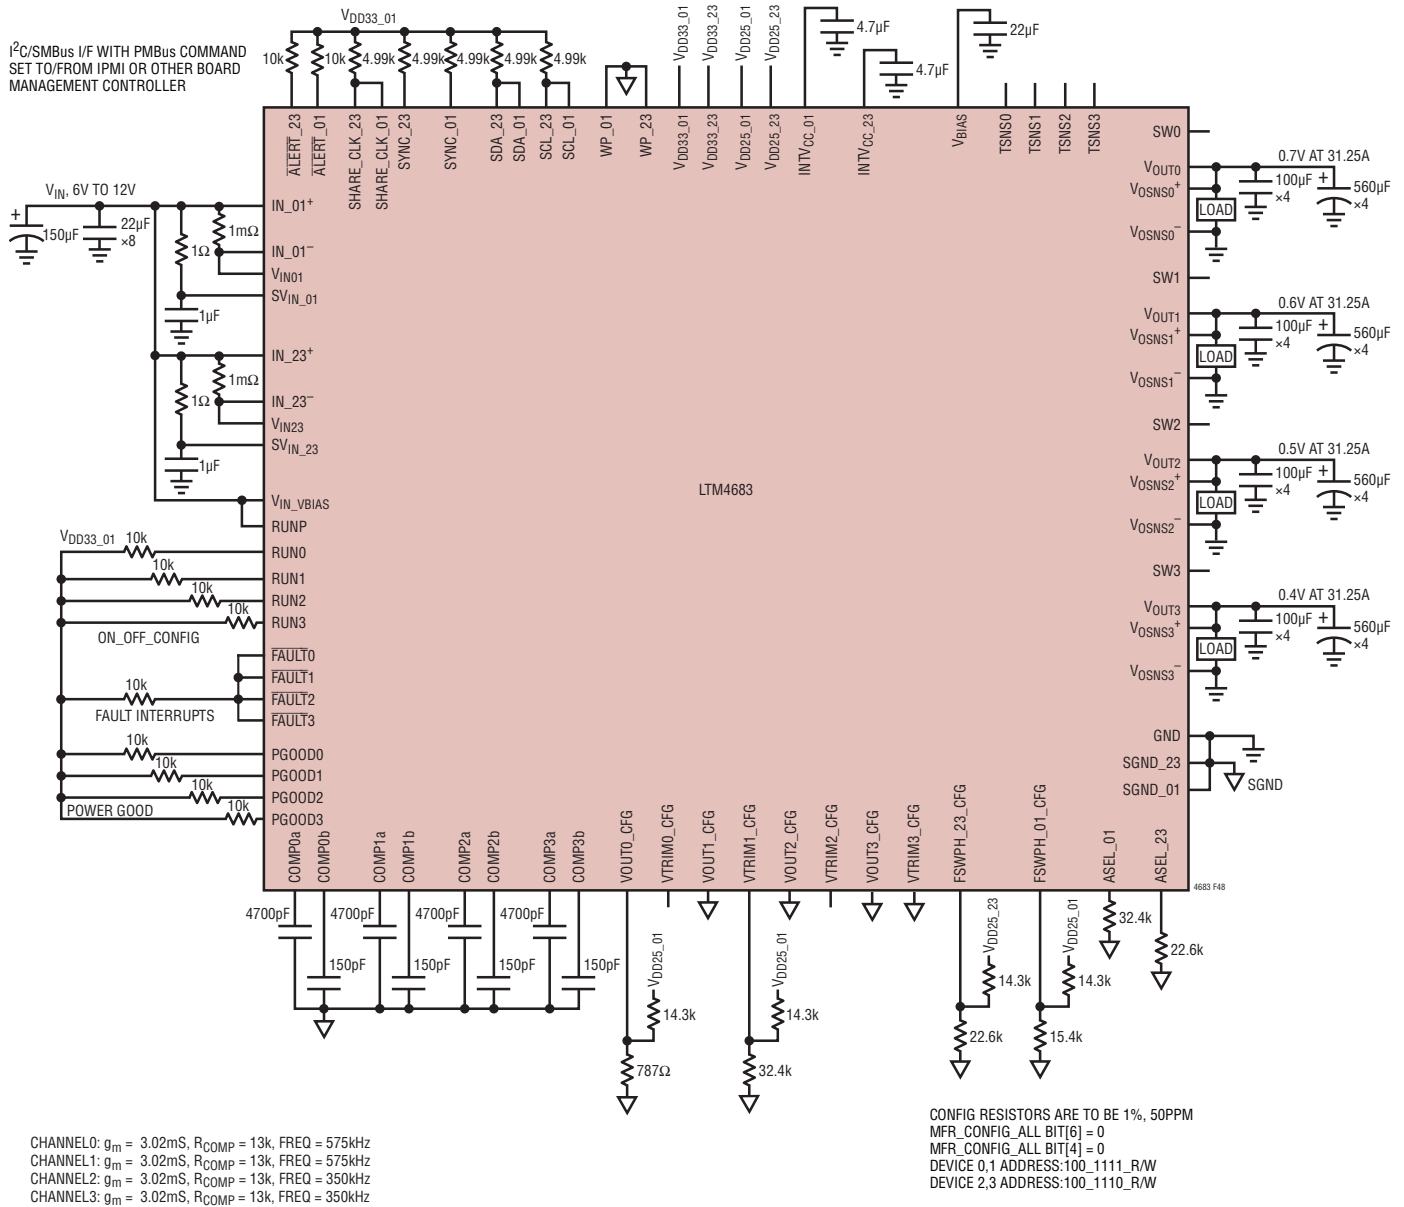 I2C/SMBus I/F WITH PMBus COMMAND
SET TO/FROM IPMI OR OTHER BOARD
MANAGEMENT CONTROLLER
VDD33_01
10k
10k
4.99k
4.99k
4.99k
4.99k
4.99k
VDD33_01
VDD33_23
VDD25_01
VDD25_23
4.7µF
4.7µF
22µF
ALERT_23
ALERT_01
SHARE_CLK_23
SHARE_CLK_01
SYNC_23
SYNC_01
SDA_23
SDA_01
SCL_23
SCL_01
WP_01
WP_23
VDD33_01
VDD33_23
VDD25_01
VDD25_23
INTVCC_01
INTVCC_23
VBIAS
TSNS0
TSNS1
TSNS2
TSNS3
VIN, 6V TO 12V
+
150µF
22µF
×8
1Ω
1mΩ
1µF
1Ω
1mΩ
1µF
IN_01+
IN_01–
VIN01
SVIN_01
IN_23+
IN_23–
VIN23
SVIN_23
VIN_VBIAS
RUNP
VDD33_01
10k
RUN0
10k
RUN1
10k
RUN2
10k
RUN3
ON_OFF_CONFIG
FAULT0
FAULT1
10k
FAULT2
FAULT INTERRUPTS
FAULT3
10k
PGOOD0
10k
PGOOD1
10k
PGOOD2
POWER GOOD
10k
PGOOD3
LTM4683
SW0
VOUT0
VOSNS0+
VOSNS0–
LOAD
0.7V AT 31.25A
100µF
×4
+
560µF
×4
SW1
VOUT1
VOSNS1+
VOSNS1–
LOAD
0.6V AT 31.25A
100µF
×4
+
560µF
×4
SW2
VOUT2
VOSNS2+
VOSNS2–
LOAD
0.5V AT 31.25A
100µF
×4
+
560µF
×4
SW3
VOUT3
VOSNS3+
VOSNS3–
LOAD
0.4V AT 31.25A
100µF
×4
+
560µF
×4
GND
SGND_23
SGND_01
SGND
COMP0a
COMP0b
COMP1a
COMP1b
COMP2a
COMP2b
COMP3a
COMP3b
VOUT0_CFG
VTRIM0_CFG
VOUT1_CFG
VTRIM1_CFG
VOUT2_CFG
VTRIM2_CFG
VOUT3_CFG
VTRIM3_CFG
FSWPH_23_CFG
FSWPH_01_CFG
ASEL_01
ASEL_23
4683 F48
4700pF
4700pF
4700pF
4700pF
150pF
150pF
150pF
150pF
VDD25_01
14.3k
787Ω
VDD25_01
14.3k
32.4k
VDD25_23
14.3k
22.6k
VDD25_01
14.3k
15.4k
32.4k
22.6k
CONFIG RESISTORS ARE TO BE 1%, 50PPM
MFR_CONFIG_ALL BIT[6] = 0
MFR_CONFIG_ALL BIT[4] = 0
DEVICE 0,1 ADDRESS:100_1111_R/W
DEVICE 2,3 ADDRESS:100_1110_R/W
CHANNEL0: gm = 3.02mS, RCOMP = 13k, FREQ = 575kHz
CHANNEL1: gm = 3.02mS, RCOMP = 13k, FREQ = 575kHz
CHANNEL2: gm = 3.02mS, RCOMP = 13k, FREQ = 350kHz
CHANNEL3: gm = 3.02mS, RCOMP = 13k, FREQ = 350kHz